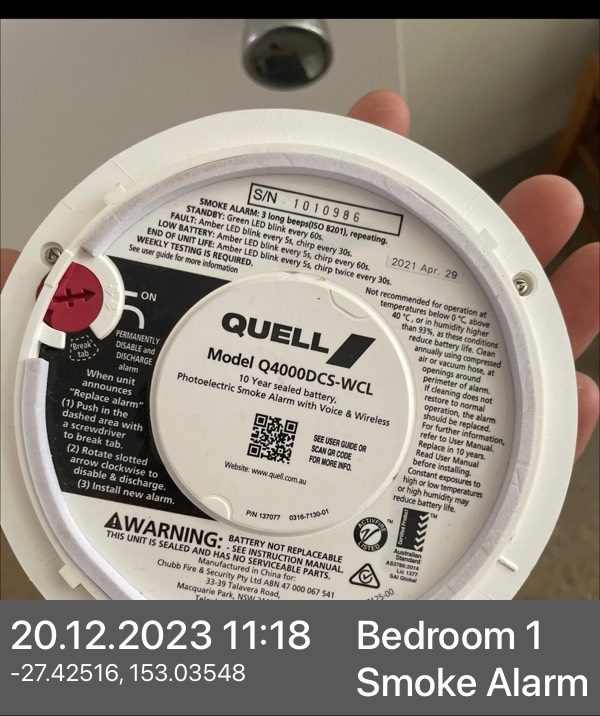 S/N 1010986
SMOKE ALARM: 3 long beeps(ISO 8201), repeating.
STANDBY: Green LED blink every 60s.
FAULT: Amber LED blink every 5s, chirp every 30s.
LOW BATTERY: Amber LED blink every 5s, chirp every 60s.
END OF UNIT LIFE: Amber LED blink every 5s, chirp twice every 30s.
WEEKLY TESTING IS REQUIRED.
See user guide for more information
2021 Apr. 29
ON
PERMANENTLY
DISABLE and
DISCHARGE
alarm
Break
tab
When unit
announces
"Replace alarm"
(1) Push in the
dashed area with
a screwdriver
to break tab.
(2) Rotate slotted
arrow clockwise to
disable & discharge.
(3) Install new alarm.
QUELL
Model Q4000DCS-WCL
10 Year sealed battery,
Photoelectric Smoke Alarm with Voice & Wireless
SEE USER GUIDE OR
SCAN QR CODE
FOR MORE INFO.
Website: www.quell.com.au
P/N 137077 0316-7130-01
Not recommended for operation at
temperatures below 0 °C, above
40 °C, or in humidity higher
than 93%, as these conditions
reduce battery life. Clean
annually using compressed
air or vacuum hose, at
openings around
perimeter of alarm.
If cleaning does not
restore to normal
operation, the alarm
should be replaced.
For further information,
refer to User Manual.
Replace in 10 years.
Read User Manual
before installing.
Constant exposures to
high or low temperatures
or high humidity may
reduce battery life.
WARNING: BATTERY NOT REPLACEABLE
- SEE INSTRUCTION MANUAL.
THIS UNIT IS SEALED AND HAS NO SERVICEABLE PARTS.
Manufactured in China for:
Chubb Fire & Security Pty Ltd ABN 47 000 067 541
33-39 Talavera Road,
Macquarie Park, NSW
ACTIVFIRE
LISTED
Certified Product
Australian
Standard
AS3786:2014
Lic 1377
SAI Global
20.12.2023 11:18
-27.42516, 153.03548
Bedroom 1
Smoke Alarm